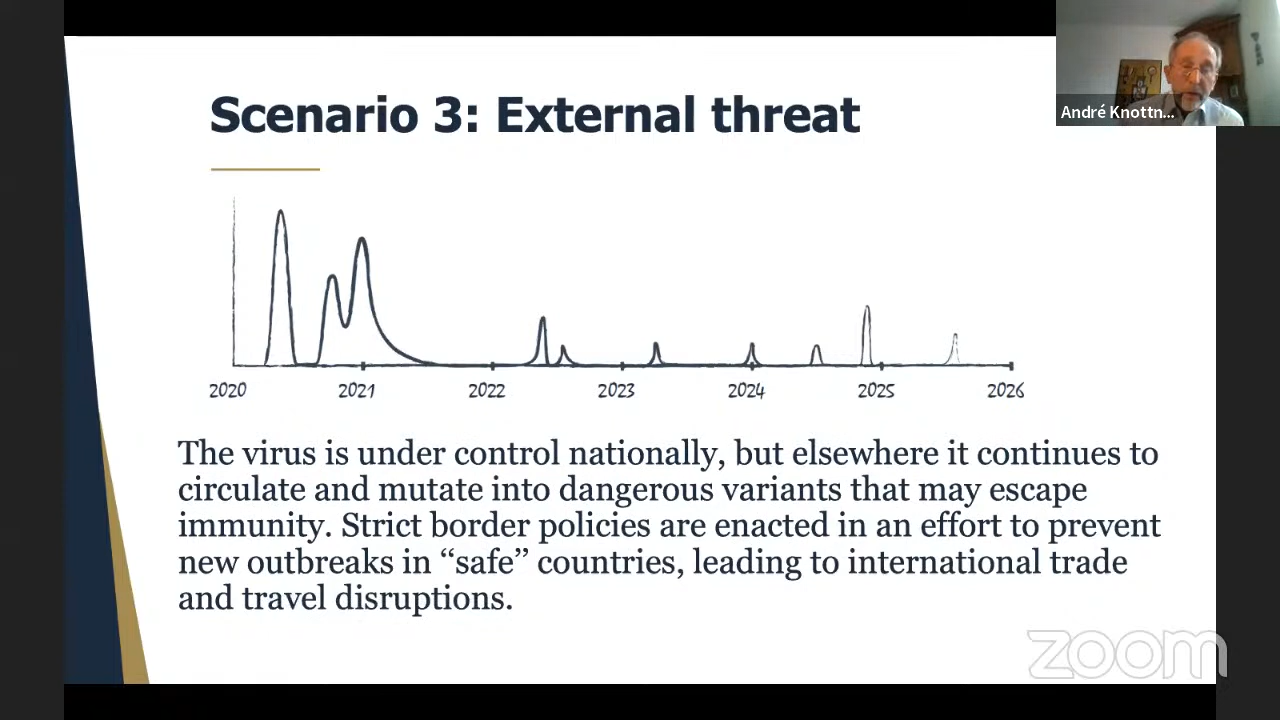 Scenario 3: External threat
André Knottn...
2020 2021 2022 2023 2024 2025 2026
The virus is under control nationally, but elsewhere it continues to
circulate and mutate into dangerous variants that may escape
immunity. Strict border policies are enacted in an effort to prevent
new outbreaks in “safe” countries, leading to international trade
and travel disruptions.
zoom